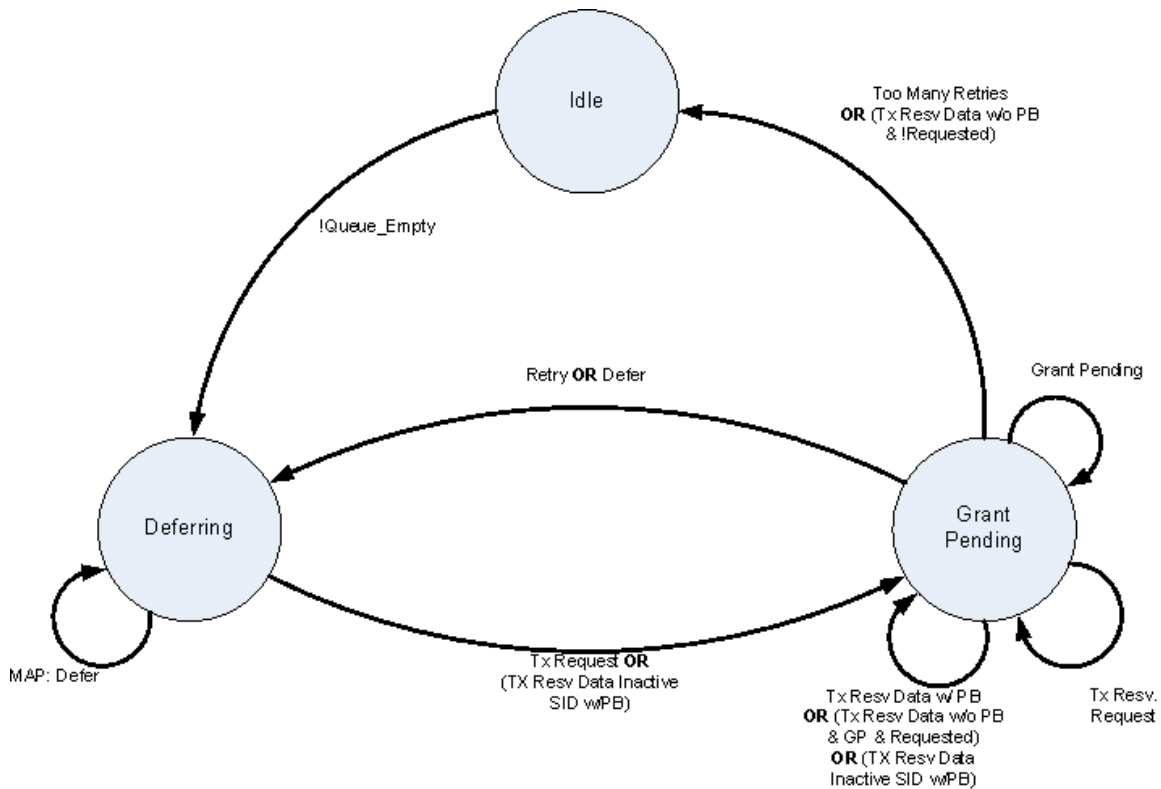 Idle
Too Many Retries
OR (Tx Resv Data w/o PB
& !Requested)
!Queue_Empty
Retry OR Defer
Grant Pending
Deferring
Grant
Pending
MAP: Defer
Tx Request OR
(TX Resv Data Inactive
SID w/PB)
Tx Resv Data w/ PB
OR (Tx Resv Data w/o PB
& GP & Requested)
OR (TX Resv Data
Inactive SID w/PB)
Tx Resv.
Request